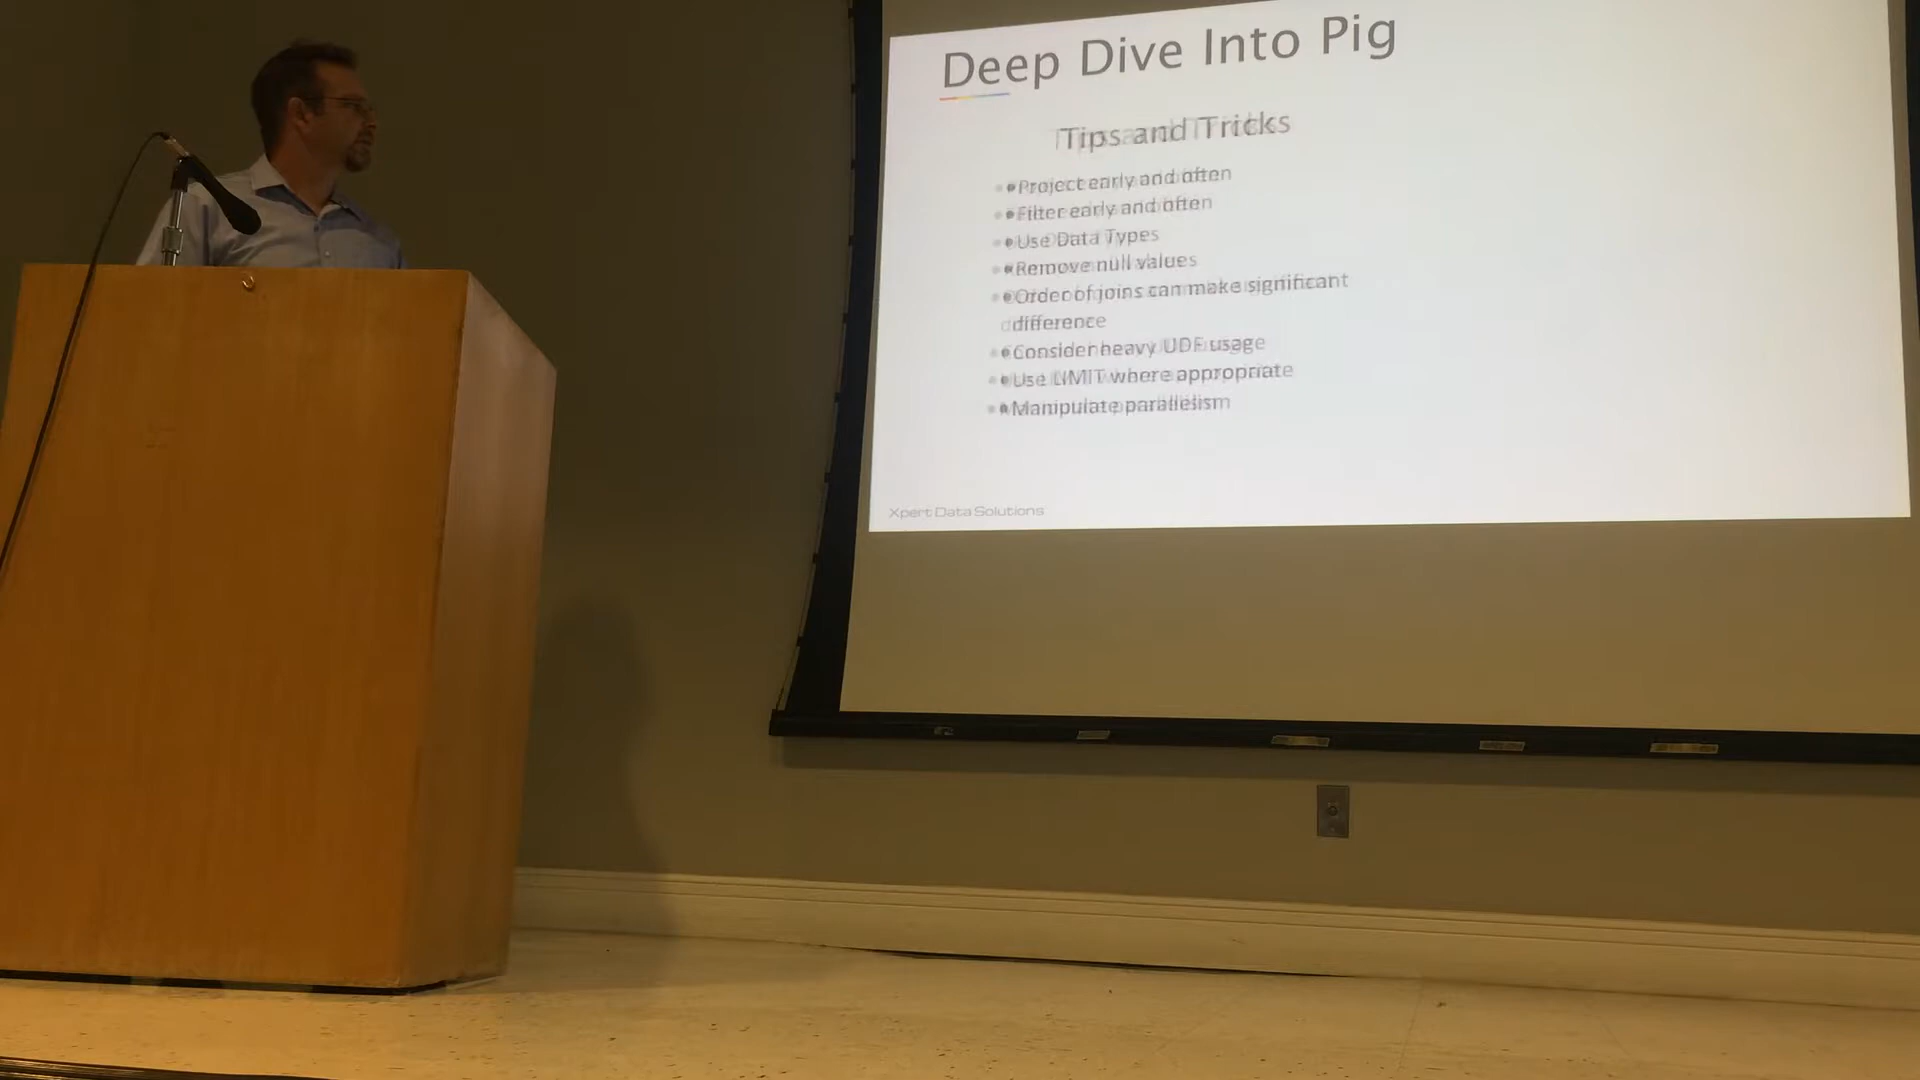 Deep Dive Into Pig
Tips and Tricks
•Project early and often
•Filter early and often
•Use Data Types
•Remove null values
•Order of joins can make significant
difference
•Consider heavy UDF usage
•Use LIMIT where appropriate
•Manipulate parallelism
Xpert Data Solutions